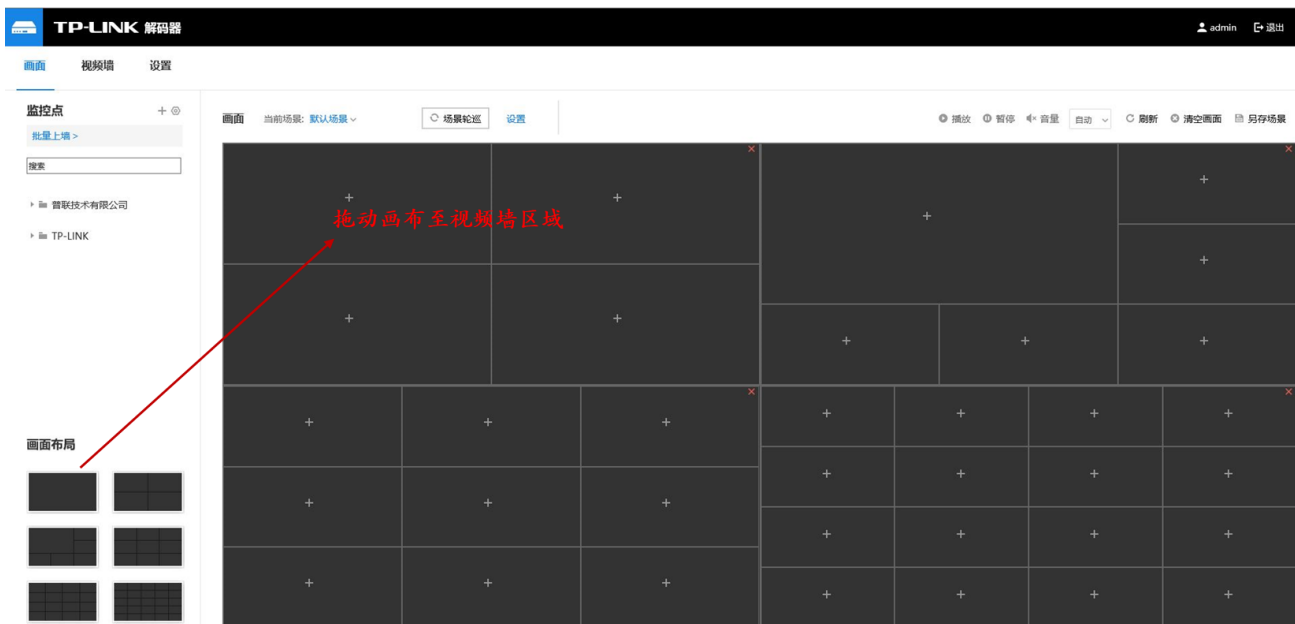 TP-LINK 解码器
admin 退出
画面 视频墙 设置
监控点
批量上墙 >
搜索
普联技术有限公司
TP-LINK
画面 当前场景: 默认场景 场景轮巡 设置
播放 暂停 音量 自动 刷新 清空画面 另存场景
拖动画布至视频墙区域
画面布局